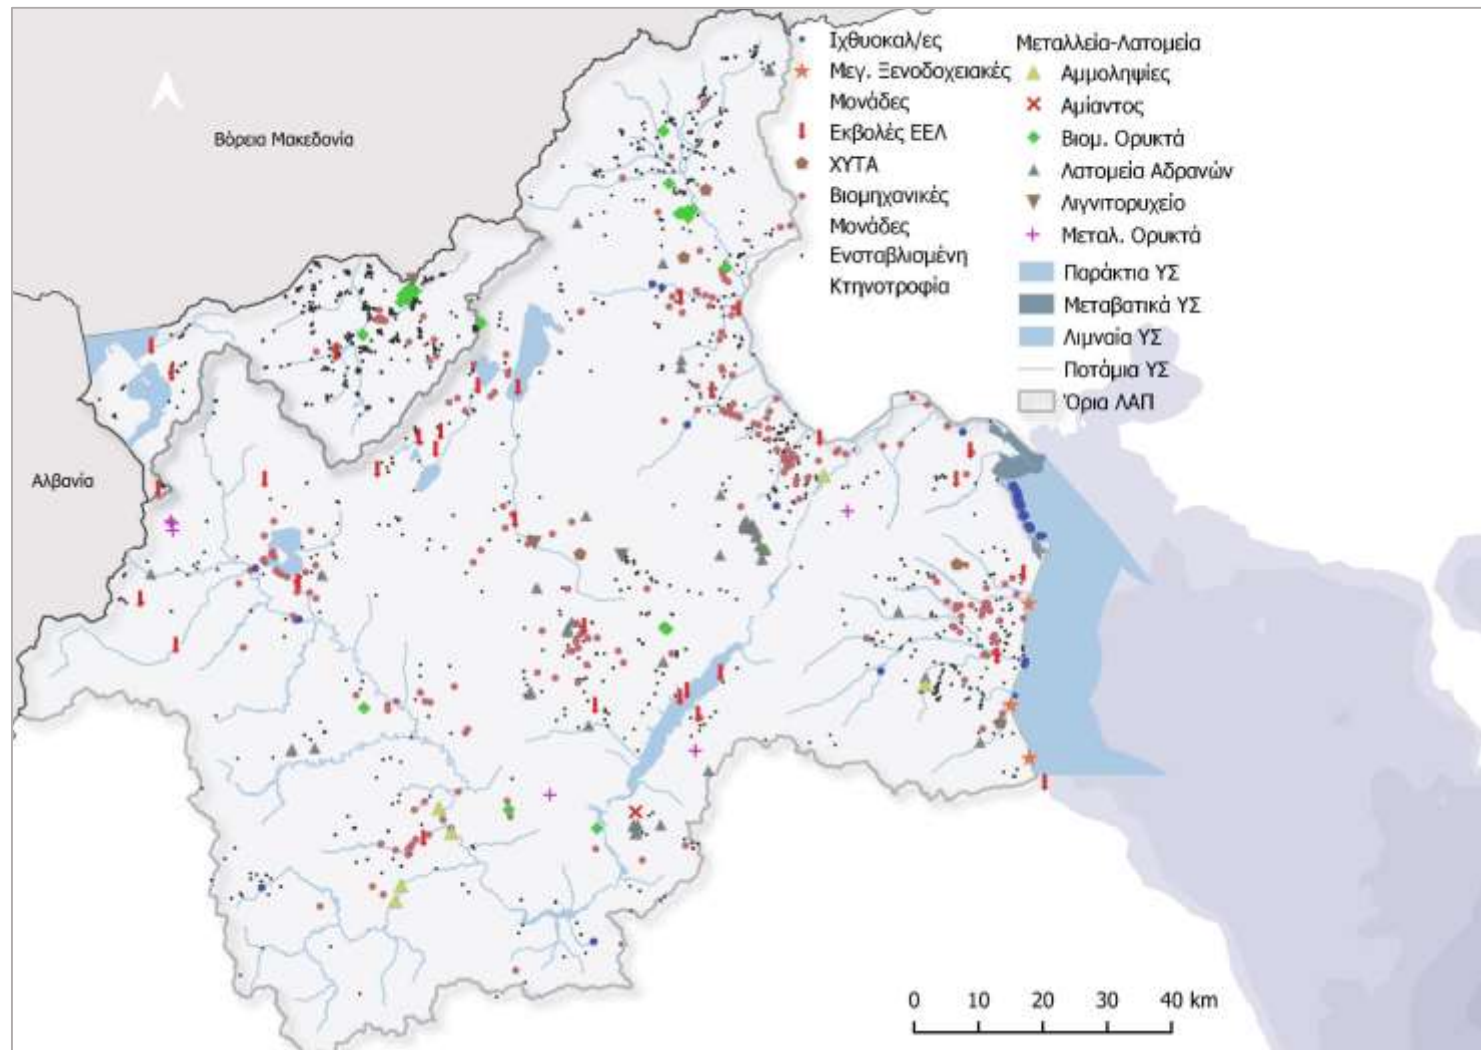 Ιχθυοκαλ/ες
Μεγ. Ξενοδοχειακές
Μονάδες
Εκβολές ΕΕΛ
ΧΥΤΑ
Βιομηχανικές
Μονάδες
Ενσταβλισμένη
Κτηνοτροφία
Μεταλλεία-Λατομεία
Αμμοληψίες
Αμίαντος
Βιομ. Ορυκτά
Λατομεία Αδρανών
Λιγνιτορυχείο
Μεταλ. Ορυκτά
Παράκτια ΥΣ
Μεταβατικά ΥΣ
Λιμναία ΥΣ
Ποτάμια ΥΣ
Όρια ΛΑΠ
Βόρεια Μακεδονία
Αλβανία
0 10 20 30 40 km